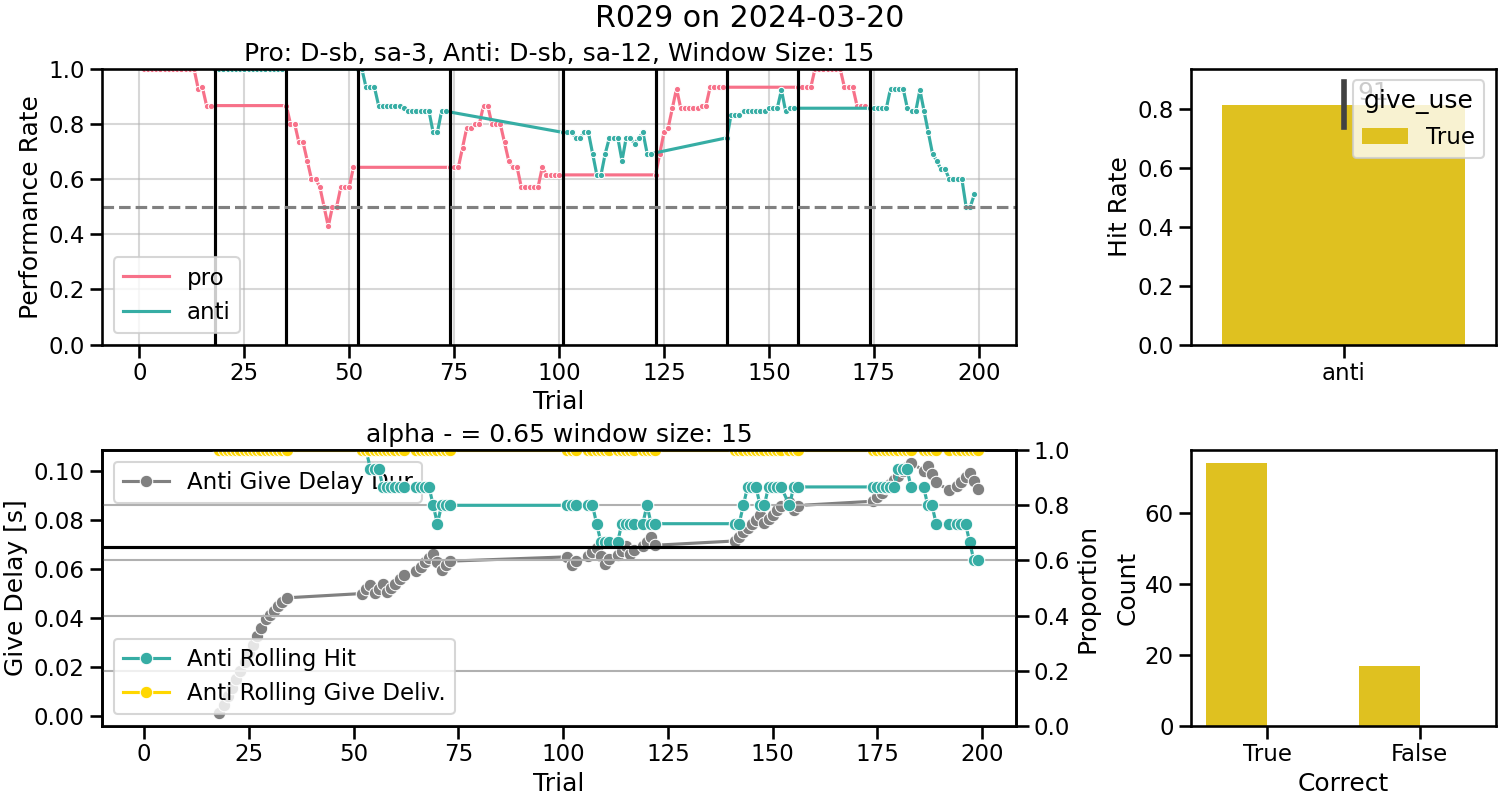 R029 on 2024-03-20
Pro: D-sb, sa-3, Anti: D-sb, sa-12, Window Size: 15
Performance Rate
1.0
0.8
0.6
0.4
0.2
0.0
pro
anti
0 25 50 75 100 125 150 175 200
Trial
Hit Rate
0.8
0.6
0.4
0.2
0.0
91
give_use
True
anti
alpha - = 0.65 window size: 15
Give Delay [s]
0.10
0.08
0.06
0.04
0.02
0.00
Anti Give Delay Dur
Anti Rolling Hit
Anti Rolling Give Deliv.
1.0
0.8
0.6
0.4
0.2
0.0
Proportion
0 25 50 75 100 125 150 175 200
Trial
Count
60
40
20
0
True False
Correct